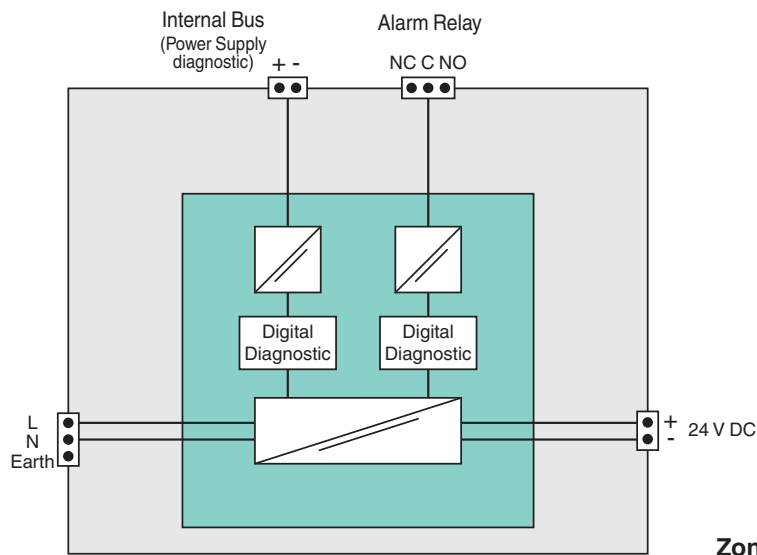 Internal Bus
(Power Supply
diagnostic)
+ -
Alarm Relay
NC C NO
Digital
Diagnostic
Digital
Diagnostic
L
N
Earth
+
-
24 V DC